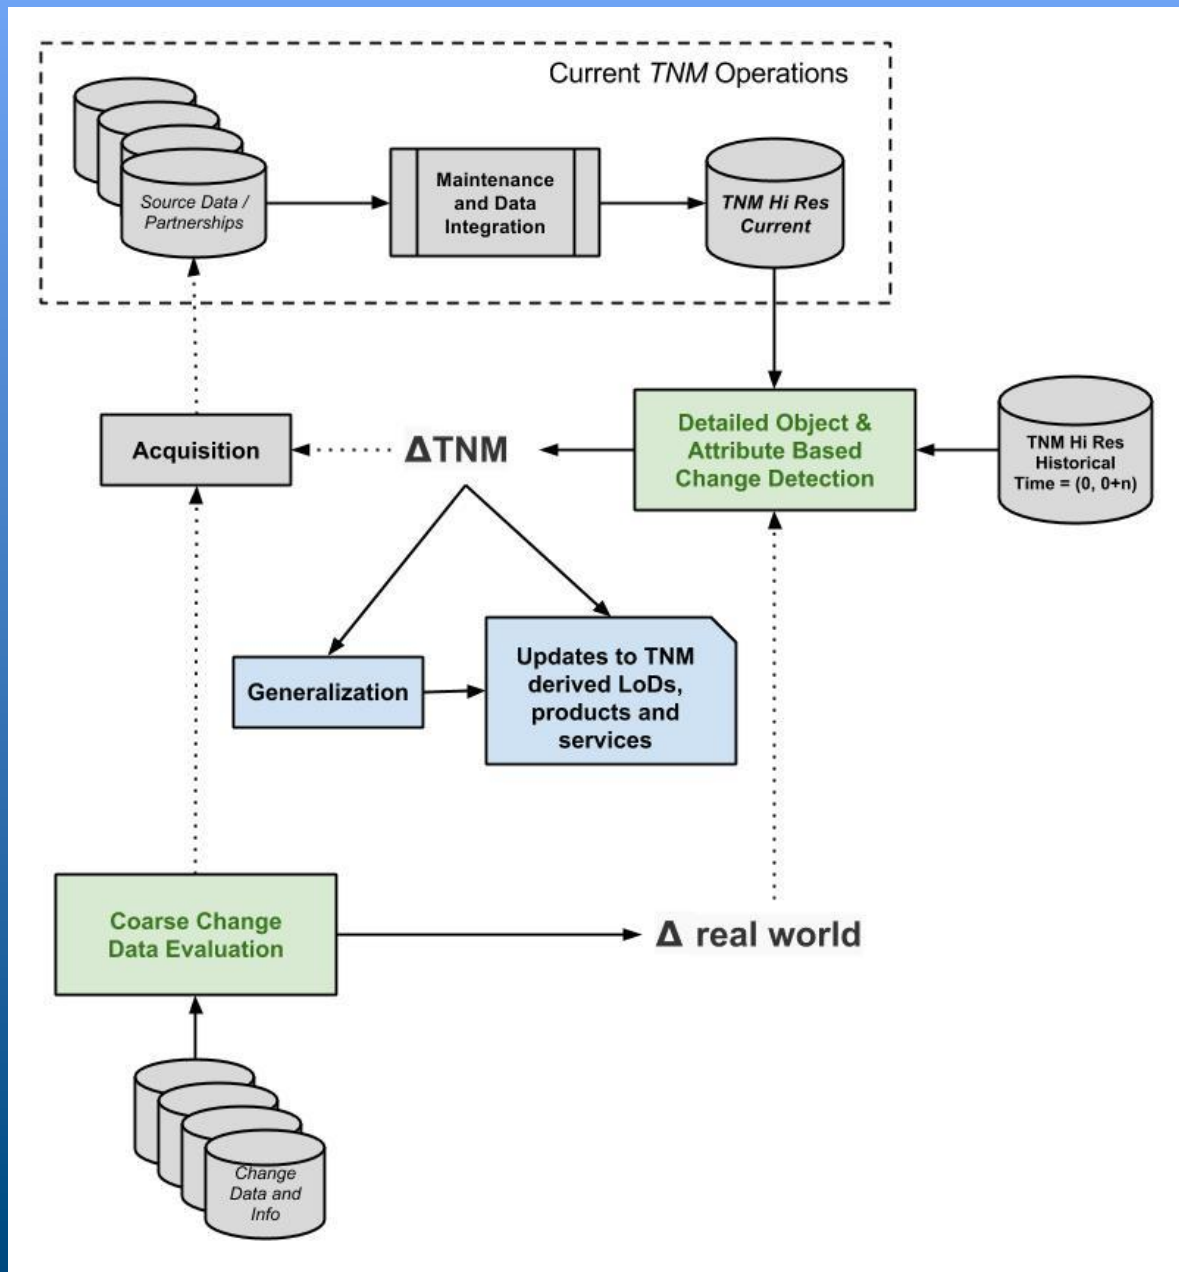 Current TNM Operations
Source Data /
Partnerships
Maintenance
and Data
Integration
TNM Hi Res
Current
Acquisition
ΔTNM
Detailed Object &
Attribute Based
Change Detection
TNM Hi Res
Historical
Time = (0, 0+n)
Generalization
Updates to TNM
derived LoDs,
products and
services
Coarse Change
Data Evaluation
Δ real world
Change
Data and
Info